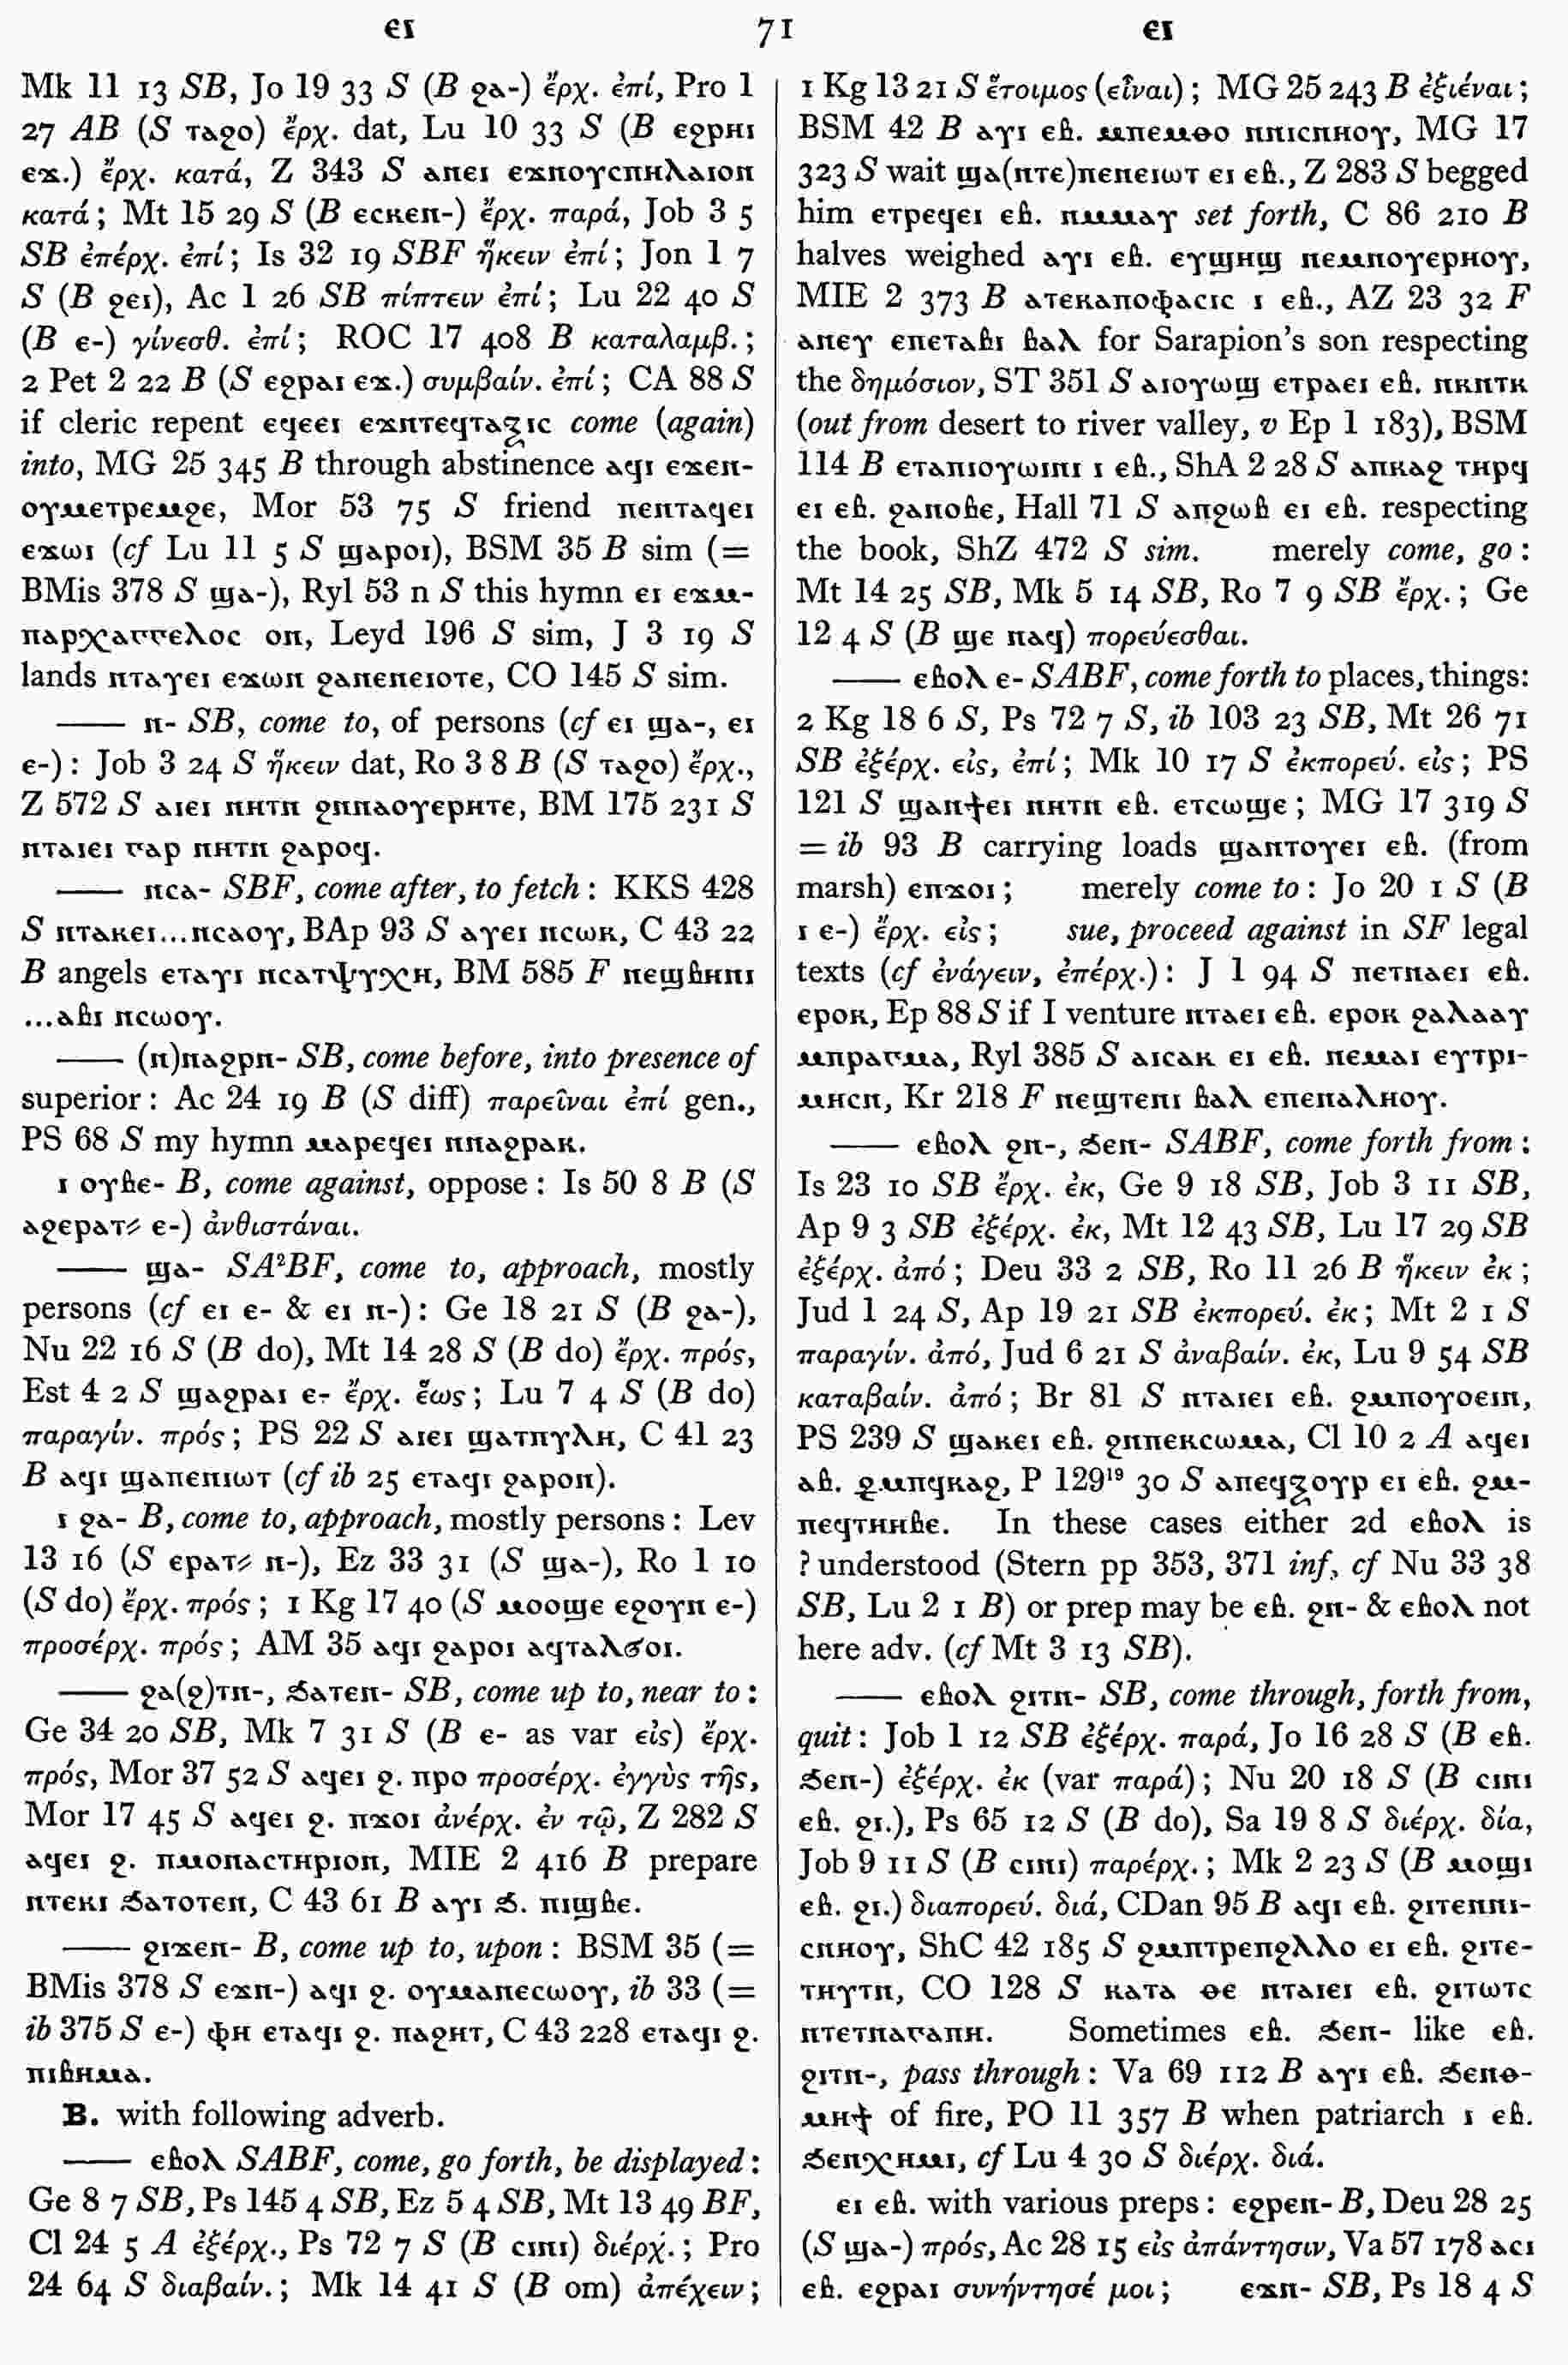 ⲉⲓ 71 ⲉⲓ
Mk 11 13 SB, Jo 19 33 S (B ϩⲁ-) ἔρχ. ἐπί, Pro 1
27 AB (S ⲧⲁϩⲟ) ἔρχ. dat, Lu 10 33 S (B ⲉϩⲣⲏⲓ
ⲉϫ.) ἔρχ. κατά, Z 343 S ⲁⲛⲉⲓ ⲉϫⲛⲟⲩⲥⲡⲏⲗⲁⲓⲟⲛ
κατά; Mt 15 29 S (B ⲉⲥⲕⲉⲛ-) ἔρχ. παρά, Job 3 5
SB ἐπέρχ. ἐπί; Is 32 19 SBF ἥκειν ἐπί; Jon 1 7
S (B ϩⲉⲓ), Ac 1 26 SB πίπτειν ἐπί; Lu 22 40 S
(B ⲉ-) γίνεσθ. ἐπί; ROC 17 408 B καταλαμβ.;
2 Pet 2 22 B (S ⲉϩⲣⲁⲓ ⲉϫ.) συμβαίν. ἐπί; CA 88 S
if cleric repent ⲉϥⲉⲉⲓ ⲉϫⲛⲧⲉϥⲧⲁⲝⲓⲥ come (again)
into, MG 25 345 B through abstinence ⲁϥⲓ ⲉϫⲉⲛ-
ⲟⲩⲙⲉⲧⲣⲉⲙϩⲉ, Mor 53 75 S friend ⲡⲉⲛⲧⲁϥⲉⲓ
ⲉϫⲱⲓ (cf Lu 11 5 S ϣⲁⲣⲟⲓ), BSM 35 B sim (=
BMis 378 S ϣⲁ-), Ryl 53 n S this hymn ⲉⲓ ⲉϫⲙ-
ⲡⲁⲣⲭⲁⲅⲅⲉⲗⲟⲥ ⲟⲛ, Leyd 196 S sim, J 3 19 S
lands ⲛⲧⲁⲩⲉⲓ ⲉϫⲱⲛ ϩⲁⲛⲉⲛⲉⲓⲟⲧⲉ, CO 145 S sim.
—— ⲛ- SB, come to, of persons (cf ⲉⲓ ϣⲁ-, ⲉⲓ
ⲉ-): Job 3 24 S ἥκειν dat, Ro 3 8 B (S ⲧⲁϩⲟ) ἔρχ.,
Z 572 S ⲁⲓⲉⲓ ⲛⲏⲧⲛ ϩⲛⲛⲁⲟⲩⲉⲣⲏⲧⲉ, BM 175 231 S
ⲛⲧⲁⲓⲉⲓ ⲅⲁⲣ ⲛⲏⲧⲛ ϩⲁⲣⲟϥ.
—— ⲛⲥⲁ- SBF, come after, to fetch: KKS 428
S ⲛⲧⲁⲕⲉⲓ...ⲛⲥⲁⲟⲩ, BAp 93 S ⲁⲩⲉⲓ ⲛⲥⲱⲕ, C 43 22
B angels ⲉⲧⲁⲩⲓ ⲛⲥⲁⲧⲯⲩⲭⲏ, BM 585 F ⲛⲉϣⲃⲏⲛⲓ
...ⲁⲃⲓ ⲛⲥⲱⲟⲩ.
—— (ⲛ)ⲛⲁϩⲣⲛ- SB, come before, into presence of
superior: Ac 24 19 B (S diff) παρεῖναι ἐπί gen.,
PS 68 S my hymn ⲙⲁⲣⲉϥⲉⲓ ⲛⲛⲁϩⲣⲁⲕ.
ⲓ ⲟⲩⲃⲉ- B, come against, oppose: Is 50 8 B (S
ⲁϩⲉⲣⲁⲧ⸗ ⲉ-) ἀνθιστάναι.
—— ϣⲁ- SA²BF, come to, approach, mostly
persons (cf ⲉⲓ ⲉ- & ⲉⲓ ⲛ-): Ge 18 21 S (B ϩⲁ-),
Nu 22 16 S (B do), Mt 14 28 S (B do) ἔρχ. πρός,
Est 4 2 S ϣⲁϩⲣⲁⲓ ⲉ- ἔρχ. ἕως; Lu 7 4 S (B do)
παραγίν. πρός; PS 22 S ⲁⲓⲉⲓ ϣⲁⲧⲡⲩⲗⲏ, C 41 23
B ⲁϥⲓ ϣⲁⲡⲉⲛⲓⲱⲧ (cf ib 25 ⲉⲧⲁϥⲓ ϩⲁⲣⲟⲛ).
ⲓ ϩⲁ- B, come to, approach, mostly persons: Lev
13 16 (S ⲉⲣⲁⲧ⸗ ⲛ-), Ez 33 31 (S ϣⲁ-), Ro 1 10
(S do) ἔρχ. πρός; 1 Kg 17 40 (S ⲙⲟⲟϣⲉ ⲉϩⲟⲩⲛ ⲉ-)
προσέρχ. πρός; AM 35 ⲁϥⲓ ϩⲁⲣⲟⲓ ⲁϥⲧⲁⲗϭⲟⲓ.
—— ϩⲁ(ϩ)ⲧⲛ-, ϧⲁⲧⲉⲛ- SB, come up to, near to:
Ge 34 20 SB, Mk 7 31 S (B ⲉ- as var εἰς) ἔρχ.
πρός, Mor 37 52 S ⲁϥⲉⲓ ϩ. ⲡⲣⲟ προσέρχ. ἐγγὺς τῆς,
Mor 17 45 S ⲁϥⲉⲓ ϩ. ⲡϫⲟⲓ ἀνέρχ. ἐν τῷ, Z 282 S
ⲁϥⲉⲓ ϩ. ⲡⲙⲟⲛⲁⲥⲧⲏⲣⲓⲟⲛ, MIE 2 416 B prepare
ⲛⲧⲉⲕⲓ ϧⲁⲧⲟⲧⲉⲛ, C 43 61 B ⲁⲩⲓ ϧ. ⲡⲓϣⲃⲉ.
—— ϩⲓϫⲉⲛ- B, come up to, upon: BSM 35 (=
BMis 378 S ⲉϫⲛ-) ⲁϥⲓ ϩ. ⲟⲩⲙⲁⲛⲉⲥⲱⲟⲩ, ib 33 (=
ib 375 S ⲉ-) ⲫⲏ ⲉⲧⲁϥⲓ ϩ. ⲡⲁϩⲏⲧ, C 43 228 ⲉⲧⲁϥⲓ ϩ.
ⲡⲓⲃⲏⲙⲁ.
B. with following adverb.
—— ⲉⲃⲟⲗ SABF, come, go forth, be displayed:
Ge 8 7 SB, Ps 145 4 SB, Ez 5 4 SB, Mt 13 49 BF,
Cl 24 5 A ἐξέρχ., Ps 72 7 S (B ⲥⲓⲛⲓ) διέρχ.; Pro
24 64 S διαβαίν.; Mk 14 41 S (B om) ἀπέχειν;
1 Kg 13 21 S ἕτοιμος (εἶναι); MG 25 243 B ἐξιέναι;
BSM 42 B ⲁⲩⲓ ⲉⲃ. ⲙⲡⲉⲙⲑⲟ ⲛⲛⲓⲥⲛⲏⲟⲩ, MG 17
323 S wait ϣⲁ(ⲛⲧⲉ)ⲡⲉⲛⲉⲓⲱⲧ ⲉⲓ ⲉⲃ., Z 283 S begged
him ⲉⲧⲣⲉϥⲉⲓ ⲉⲃ. ⲛⲙⲙⲁⲩ set forth, C 86 210 B
halves weighed ⲁⲩⲓ ⲉⲃ. ⲉⲩϣⲏϣ ⲛⲉⲙⲛⲟⲩⲉⲣⲏⲟⲩ,
MIE 2 373 B ⲁⲧⲉⲕⲁⲡⲟⲫⲁⲥⲓⲥ ⲓ ⲉⲃ., AZ 23 32 F
ⲁⲛⲉⲩ ⲉⲡⲉⲧⲁⲃⲓ ⲃⲁⲗ for Sarapion's son respecting
the δημόσιον, ST 351 S ⲁⲓⲟⲩⲱϣ ⲉⲧⲣⲁⲉⲓ ⲉⲃ. ⲛⲕⲛⲧⲕ
(out from desert to river valley, v Ep 1 183), BSM
114 B ⲉⲧⲁⲡⲓⲟⲩⲱⲓⲛⲓ ⲓ ⲉⲃ., ShA 2 28 S ⲁⲡⲕⲁϩ ⲧⲏⲣϥ
ⲉⲓ ⲉⲃ. ϩⲁⲛⲟⲃⲉ, Hall 71 S ⲁⲡϩⲱⲃ ⲉⲓ ⲉⲃ. respecting
the book, ShZ 472 S sim. merely come, go:
Mt 14 25 SB, Mk 5 14 SB, Ro 7 9 SB ἔρχ.; Ge
12 4 S (B ϣⲉ ⲛⲁϥ) πορεύεσθαι.
—— ⲉⲃⲟⲗ ⲉ- SABF, come forth to places, things:
2 Kg 18 6 S, Ps 72 7 S, ib 103 23 SB, Mt 26 71
SB ἐξέρχ. εἰς, ἐπί; Mk 10 17 S ἐκπορεύ. εἰς; PS
121 S ϣⲁⲛϯⲉⲓ ⲛⲏⲧⲛ ⲉⲃ. ⲉⲧⲥⲱϣⲉ; MG 17 319 S
= ib 93 B carrying loads ϣⲁⲛⲧⲟⲩⲉⲓ ⲉⲃ. (from
marsh) ⲉⲡϫⲟⲓ; merely come to: Jo 20 1 S (B
ⲓ ⲉ-) ἔρχ. εἰς; sue, proceed against in SF legal
texts (cf ἐνάγειν, ἐπέρχ.): J 1 94 S ⲡⲉⲧⲛⲁⲉⲓ ⲉⲃ.
ⲉⲣⲟⲕ, Ep 88 S if I venture ⲛⲧⲁⲉⲓ ⲉⲃ. ⲉⲣⲟⲕ ϩⲁⲗⲁⲁⲩ
ⲙⲡⲣⲁⲅⲙⲁ, Ryl 385 S ⲁⲓⲥⲁⲕ ⲉⲓ ⲉⲃ. ⲛⲉⲙⲁⲓ ⲉⲩⲧⲣⲓ-
ⲙⲏⲥⲛ, Kr 218 F ⲛⲉϣⲧⲉⲛⲓ ⲃⲁⲗ ⲉⲛⲉⲛⲁⲗⲏⲟⲩ.
—— ⲉⲃⲟⲗ ϩⲛ-, ϧⲉⲛ- SABF, come forth from:
Is 23 10 SB ἔρχ. ἐκ, Ge 9 18 SB, Job 3 11 SB,
Ap 9 3 SB ἐξέρχ. ἐκ, Mt 12 43 SB, Lu 17 29 SB
ἐξέρχ. ἀπό; Deu 33 2 SB, Ro 11 26 B ἥκειν ἐκ;
Jud 1 24 S, Ap 19 21 SB ἐκπορεύ. ἐκ; Mt 2 1 S
παραγίν. ἀπό, Jud 6 21 S ἀναβαίν. ἐκ, Lu 9 54 SB
καταβαίν. ἀπό; Br 81 S ⲛⲧⲁⲓⲉⲓ ⲉⲃ. ϩⲙⲡⲟⲩⲟⲉⲓⲛ,
PS 239 S ϣⲁⲕⲉⲓ ⲉⲃ. ϩⲛⲡⲉⲕⲥⲱⲙⲁ, Cl 10 2 A ⲁϥⲉⲓ
ⲁⲃ. ϩⲙⲡϥⲕⲁϩ, P 129¹⁹ 30 S ⲁⲡⲉϥⲝⲟⲩⲣ ⲉⲓ ⲉⲃ. ϩⲙ-
ⲡⲉϥⲧⲏⲏⲃⲉ. In these cases either 2d ⲉⲃⲟⲗ is
? understood (Stern pp 353, 371 inf, cf Nu 33 38
SB, Lu 2 1 B) or prep may be ⲉⲃ. ϩⲛ- & ⲉⲃⲟⲗ not
here adv. (cf Mt 3 13 SB).
—— ⲉⲃⲟⲗ ϩⲓⲧⲛ- SB, come through, forth from,
quit: Job 1 12 SB ἐξέρχ. παρά, Jo 16 28 S (B ⲉⲃ.
ϧⲉⲛ-) ἐξέρχ. ἐκ (var παρά); Nu 20 18 S (B ⲥⲓⲛⲓ
ⲉⲃ. ϩⲓ.), Ps 65 12 S (B do), Sa 19 8 S διέρχ. δία,
Job 9 11 S (B ⲥⲓⲛⲓ) παρέρχ.; Mk 2 23 S (B ⲙⲟϣⲓ
ⲉⲃ. ϩⲓ.) διαπορεύ. διά, CDan 95 B ⲁϥⲓ ⲉⲃ. ϩⲓⲧⲉⲛⲛⲓ-
ⲥⲛⲏⲟⲩ, ShC 42 185 S ϩⲙⲡⲧⲣⲉⲛϩⲗⲗⲟ ⲉⲓ ⲉⲃ. ϩⲓⲧⲉ-
ⲧⲏⲩⲧⲛ, CO 128 S ⲕⲁⲧⲁ ⲑⲉ ⲛⲧⲁⲓⲉⲓ ⲉⲃ. ϩⲓⲧⲱⲧⲥ
ⲛⲧⲉⲧⲛⲁⲅⲁⲡⲏ. Sometimes ⲉⲃ. ϧⲉⲛ- like ⲉⲃ.
ϩⲓⲧⲛ-, pass through: Va 69 112 B ⲁⲩⲓ ⲉⲃ. ϧⲉⲛⲑ-
ⲙⲏϯ of fire, PO 11 357 B when patriarch ⲓ ⲉⲃ.
ϧⲉⲛⲭⲏⲙⲓ, cf Lu 4 30 S διέρχ. διά.
ⲉⲓ ⲉⲃ. with various preps: ⲉϩⲣⲉⲛ- B, Deu 28 25
(S ϣⲁ-) πρός, Ac 28 15 εἰς ἀπάντησιν, Va 57 178 ⲁⲥⲓ
ⲉⲃ. ⲉϩⲣⲁⲓ συνήντησέ μοι; ⲉϫⲛ- SB, Ps 18 4 S